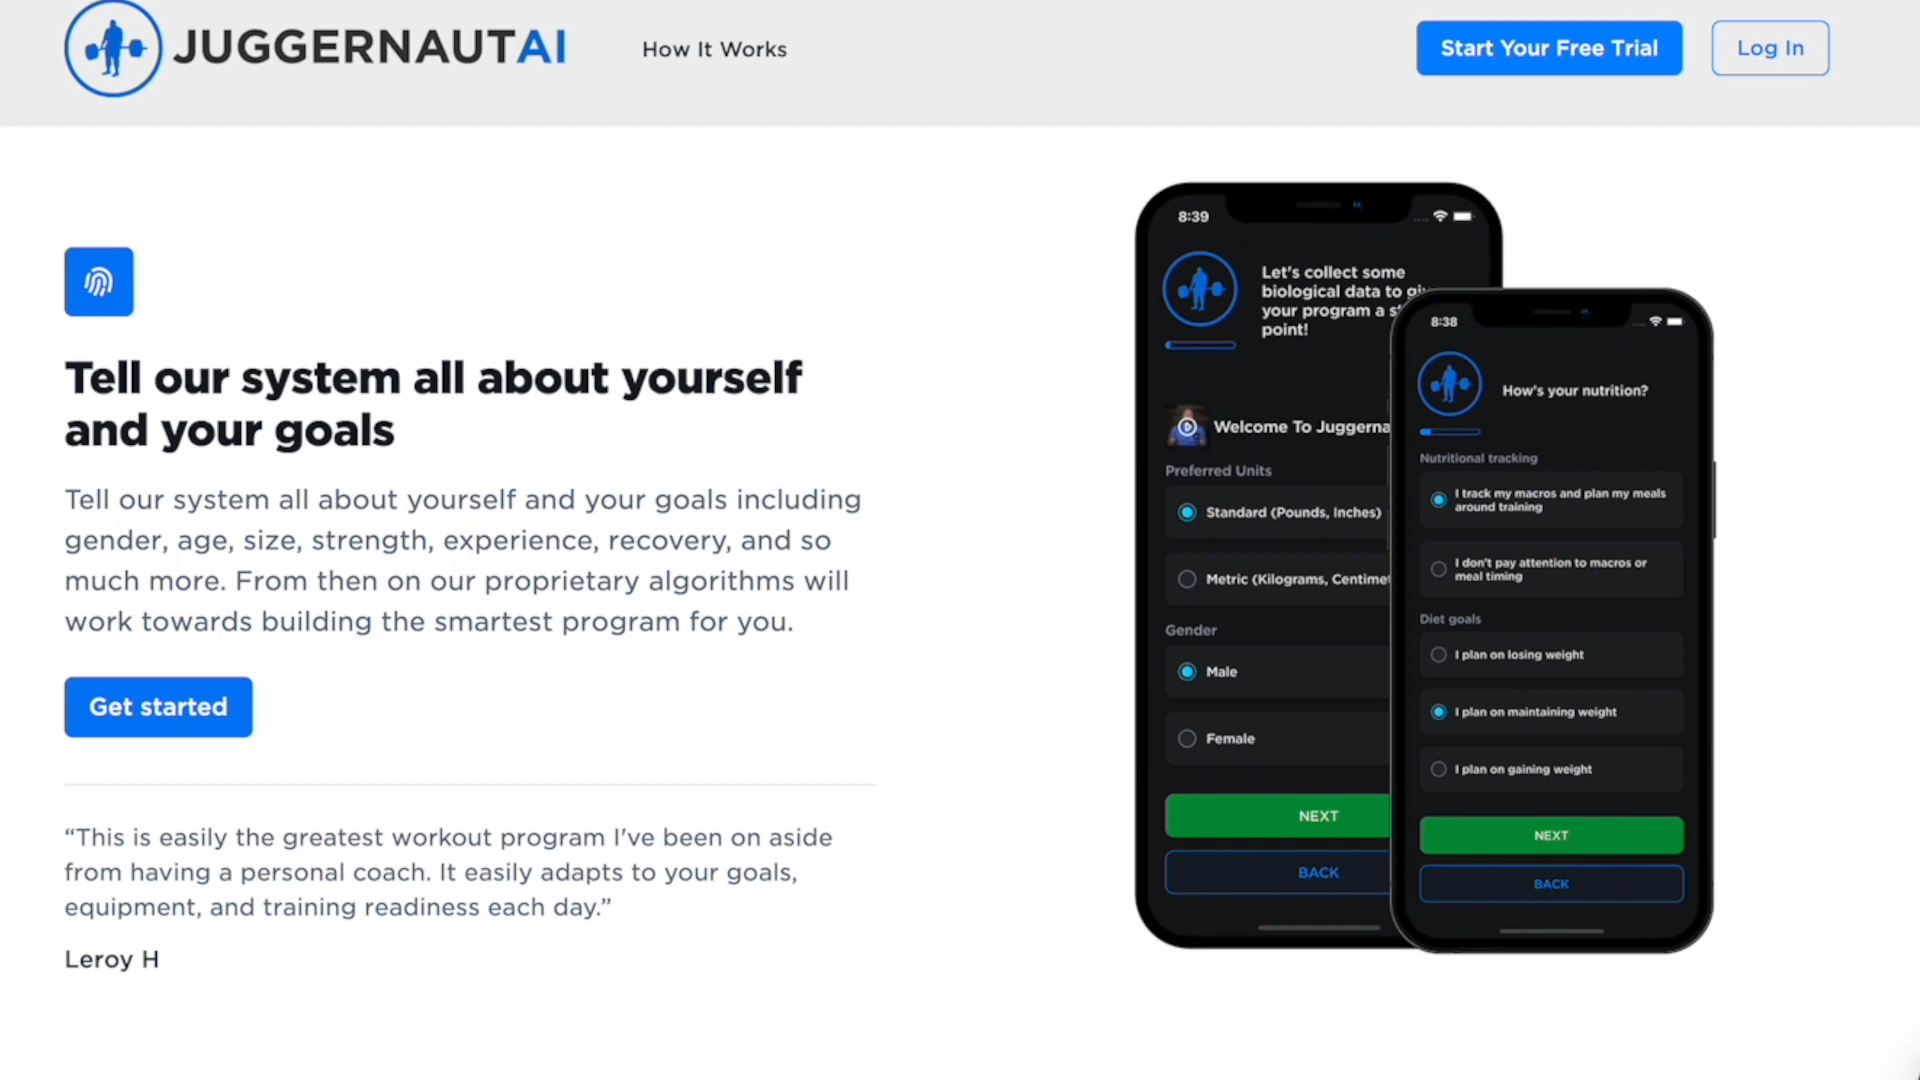 JUGGERNAUTAI
How It Works
Start Your Free Trial
Log In
Tell our system all about yourself
and your goals
Tell our system all about yourself and your goals including
gender, age, size, strength, experience, recovery, and so
much more. From then on our proprietary algorithms will
work towards building the smartest program for you.
Get started
“This is easily the greatest workout program I've been on aside
from having a personal coach. It easily adapts to your goals,
equipment, and training readiness each day.”
Leroy H
8:39
Let's collect some
biological data to
your program a
point!
Welcome To
Preferred Units
Standard (Pounds, Inches)
Metric (Kilograms,
Gender
Male
Female
NEXT
BACK
8:38
How's your nutrition?
Nutritional tracking
I track my macros and plan my meals
around training
I don't pay attention to macros or
meal timing
Diet goals
I plan on losing weight
I plan on maintaining weight
I plan on gaining weight
NEXT
BACK